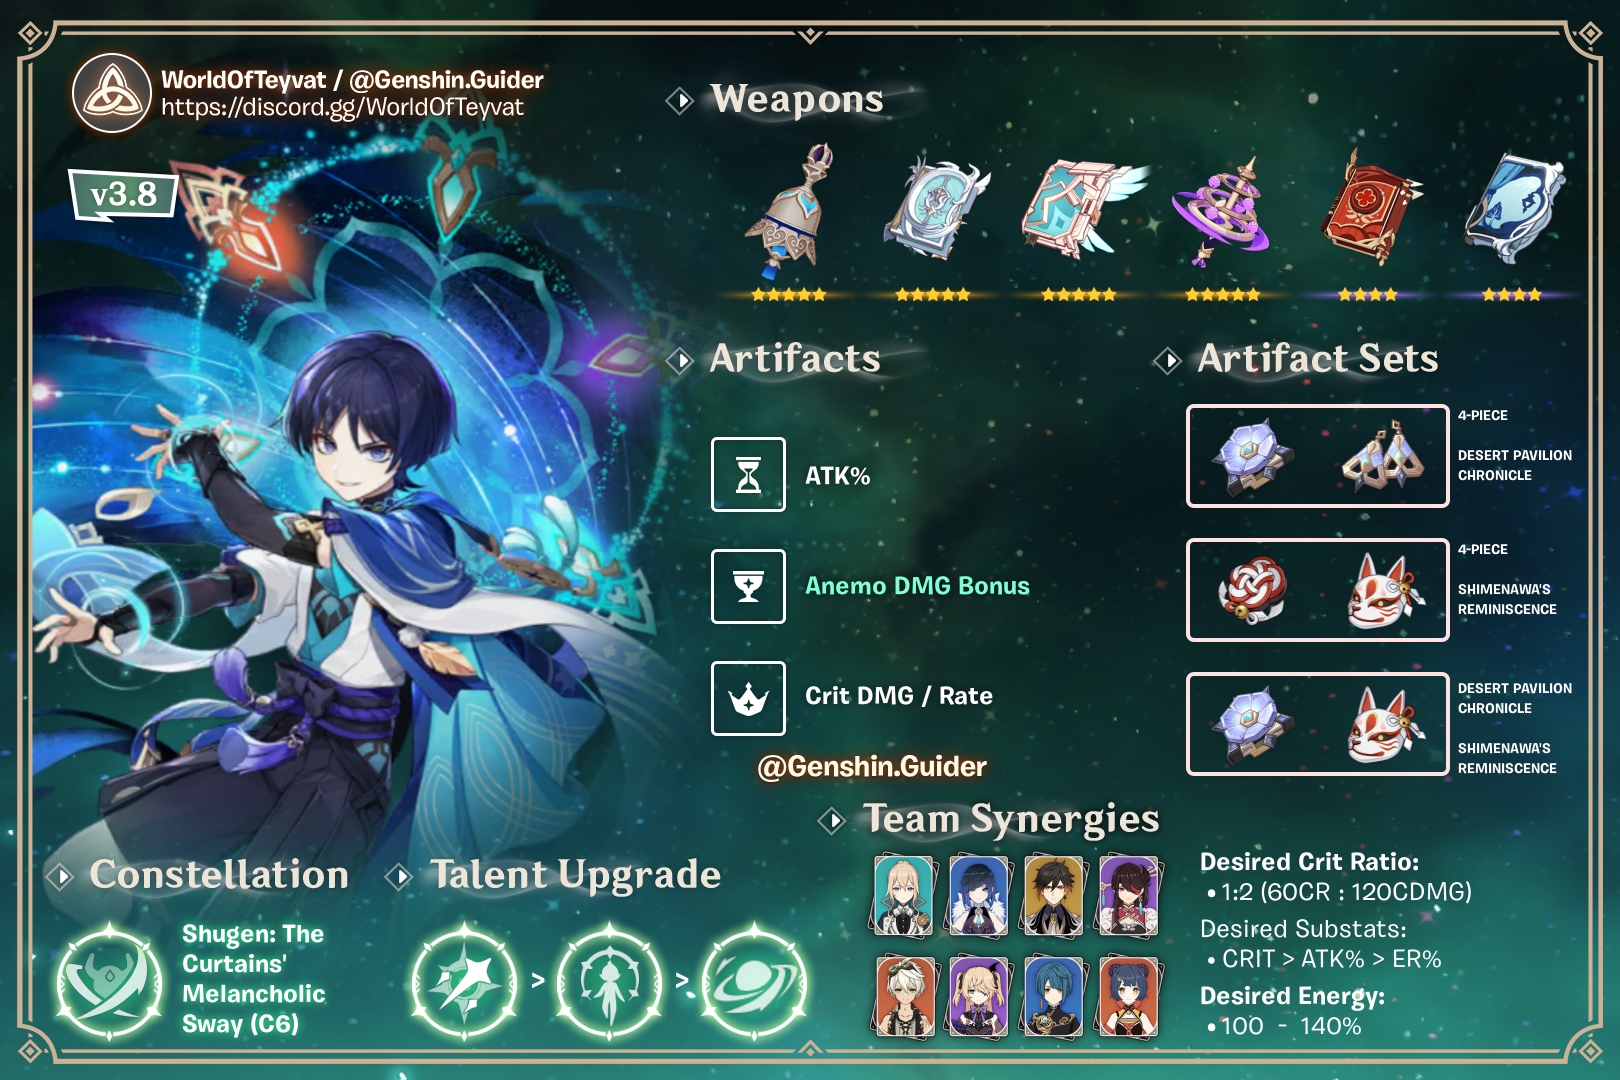 WorldOfTeyvat / @Genshin.Guider
https://discord.gg/WorldOfTeyvat
v3.8
Weapons
Artifacts
ATK%
Anemo DMG Bonus
Crit DMG / Rate
@Genshin.Guider
Artifact Sets
4-PIECE
DESERT PAVILION
CHRONICLE
4-PIECE
SHIMENAWA'S
REMINISCENCE
DESERT PAVILION
CHRONICLE
SHIMENAWA'S
REMINISCENCE
Constellation
Shugen: The
Curtains'
Melancholic
Sway (C6)
Talent Upgrade
> >
Team Synergies
Desired Crit Ratio:
• 1:2 (60CR : 120CDMG)
Desired Substats:
• CRIT > ATK% > ER%
Desired Energy:
• 100 - 140%